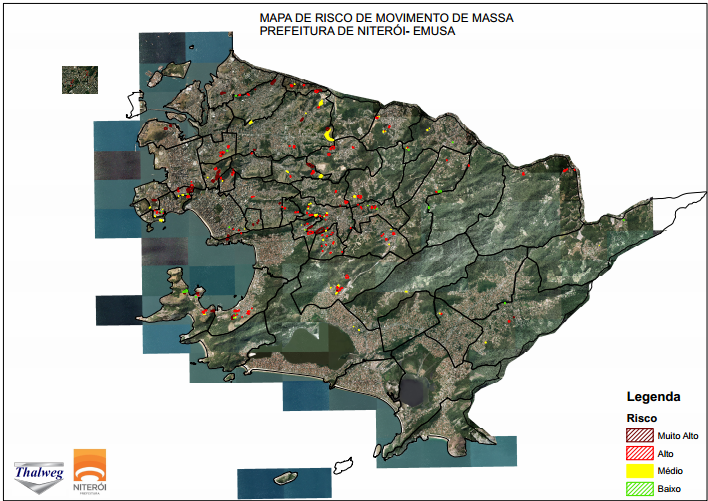 MAPA DE RISCO DE MOVIMENTO DE MASSA
PREFEITURA DE NITERÓI- EMUSA
Legenda
Risco
Muito Alto
Alto
Médio
Baixo
Thalweg
NITERÓI
PREFEITURA